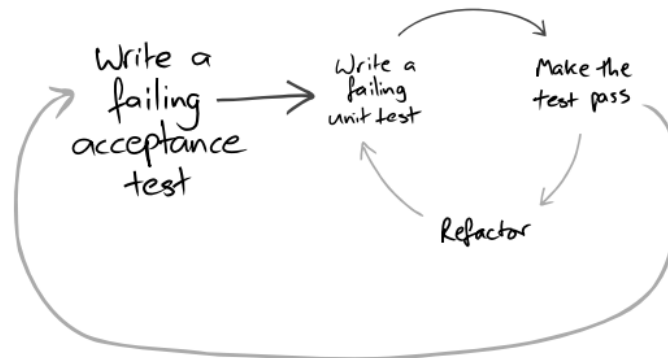 Write a
failing
acceptance
test
Write a
failing
unit test
Make the
test pass
Refactor